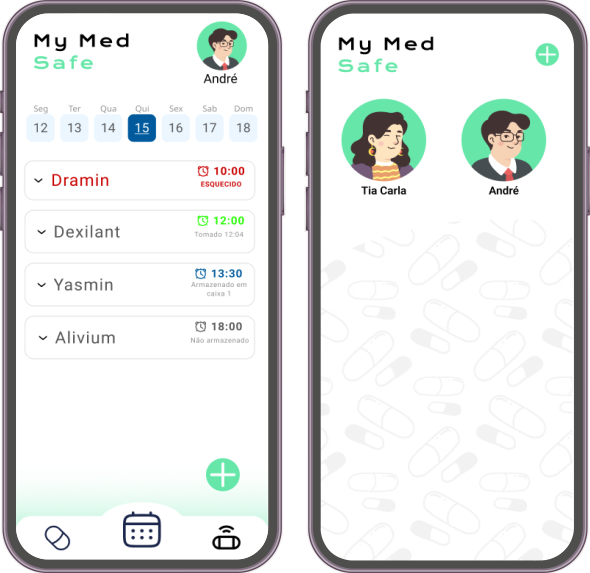 My Med
Safe
André
Seg Ter Qua Qui Sex Sab Dom
12 13 14 15 16 17 18
Dramin
10:00
ESQUECIDO
Dexilant
12:00
Tomado 12:04
Yasmin
13:30
Armazenado em
caixa 1
Alivium
18:00
Não armazenado
My Med
Safe
Tia Carla
André